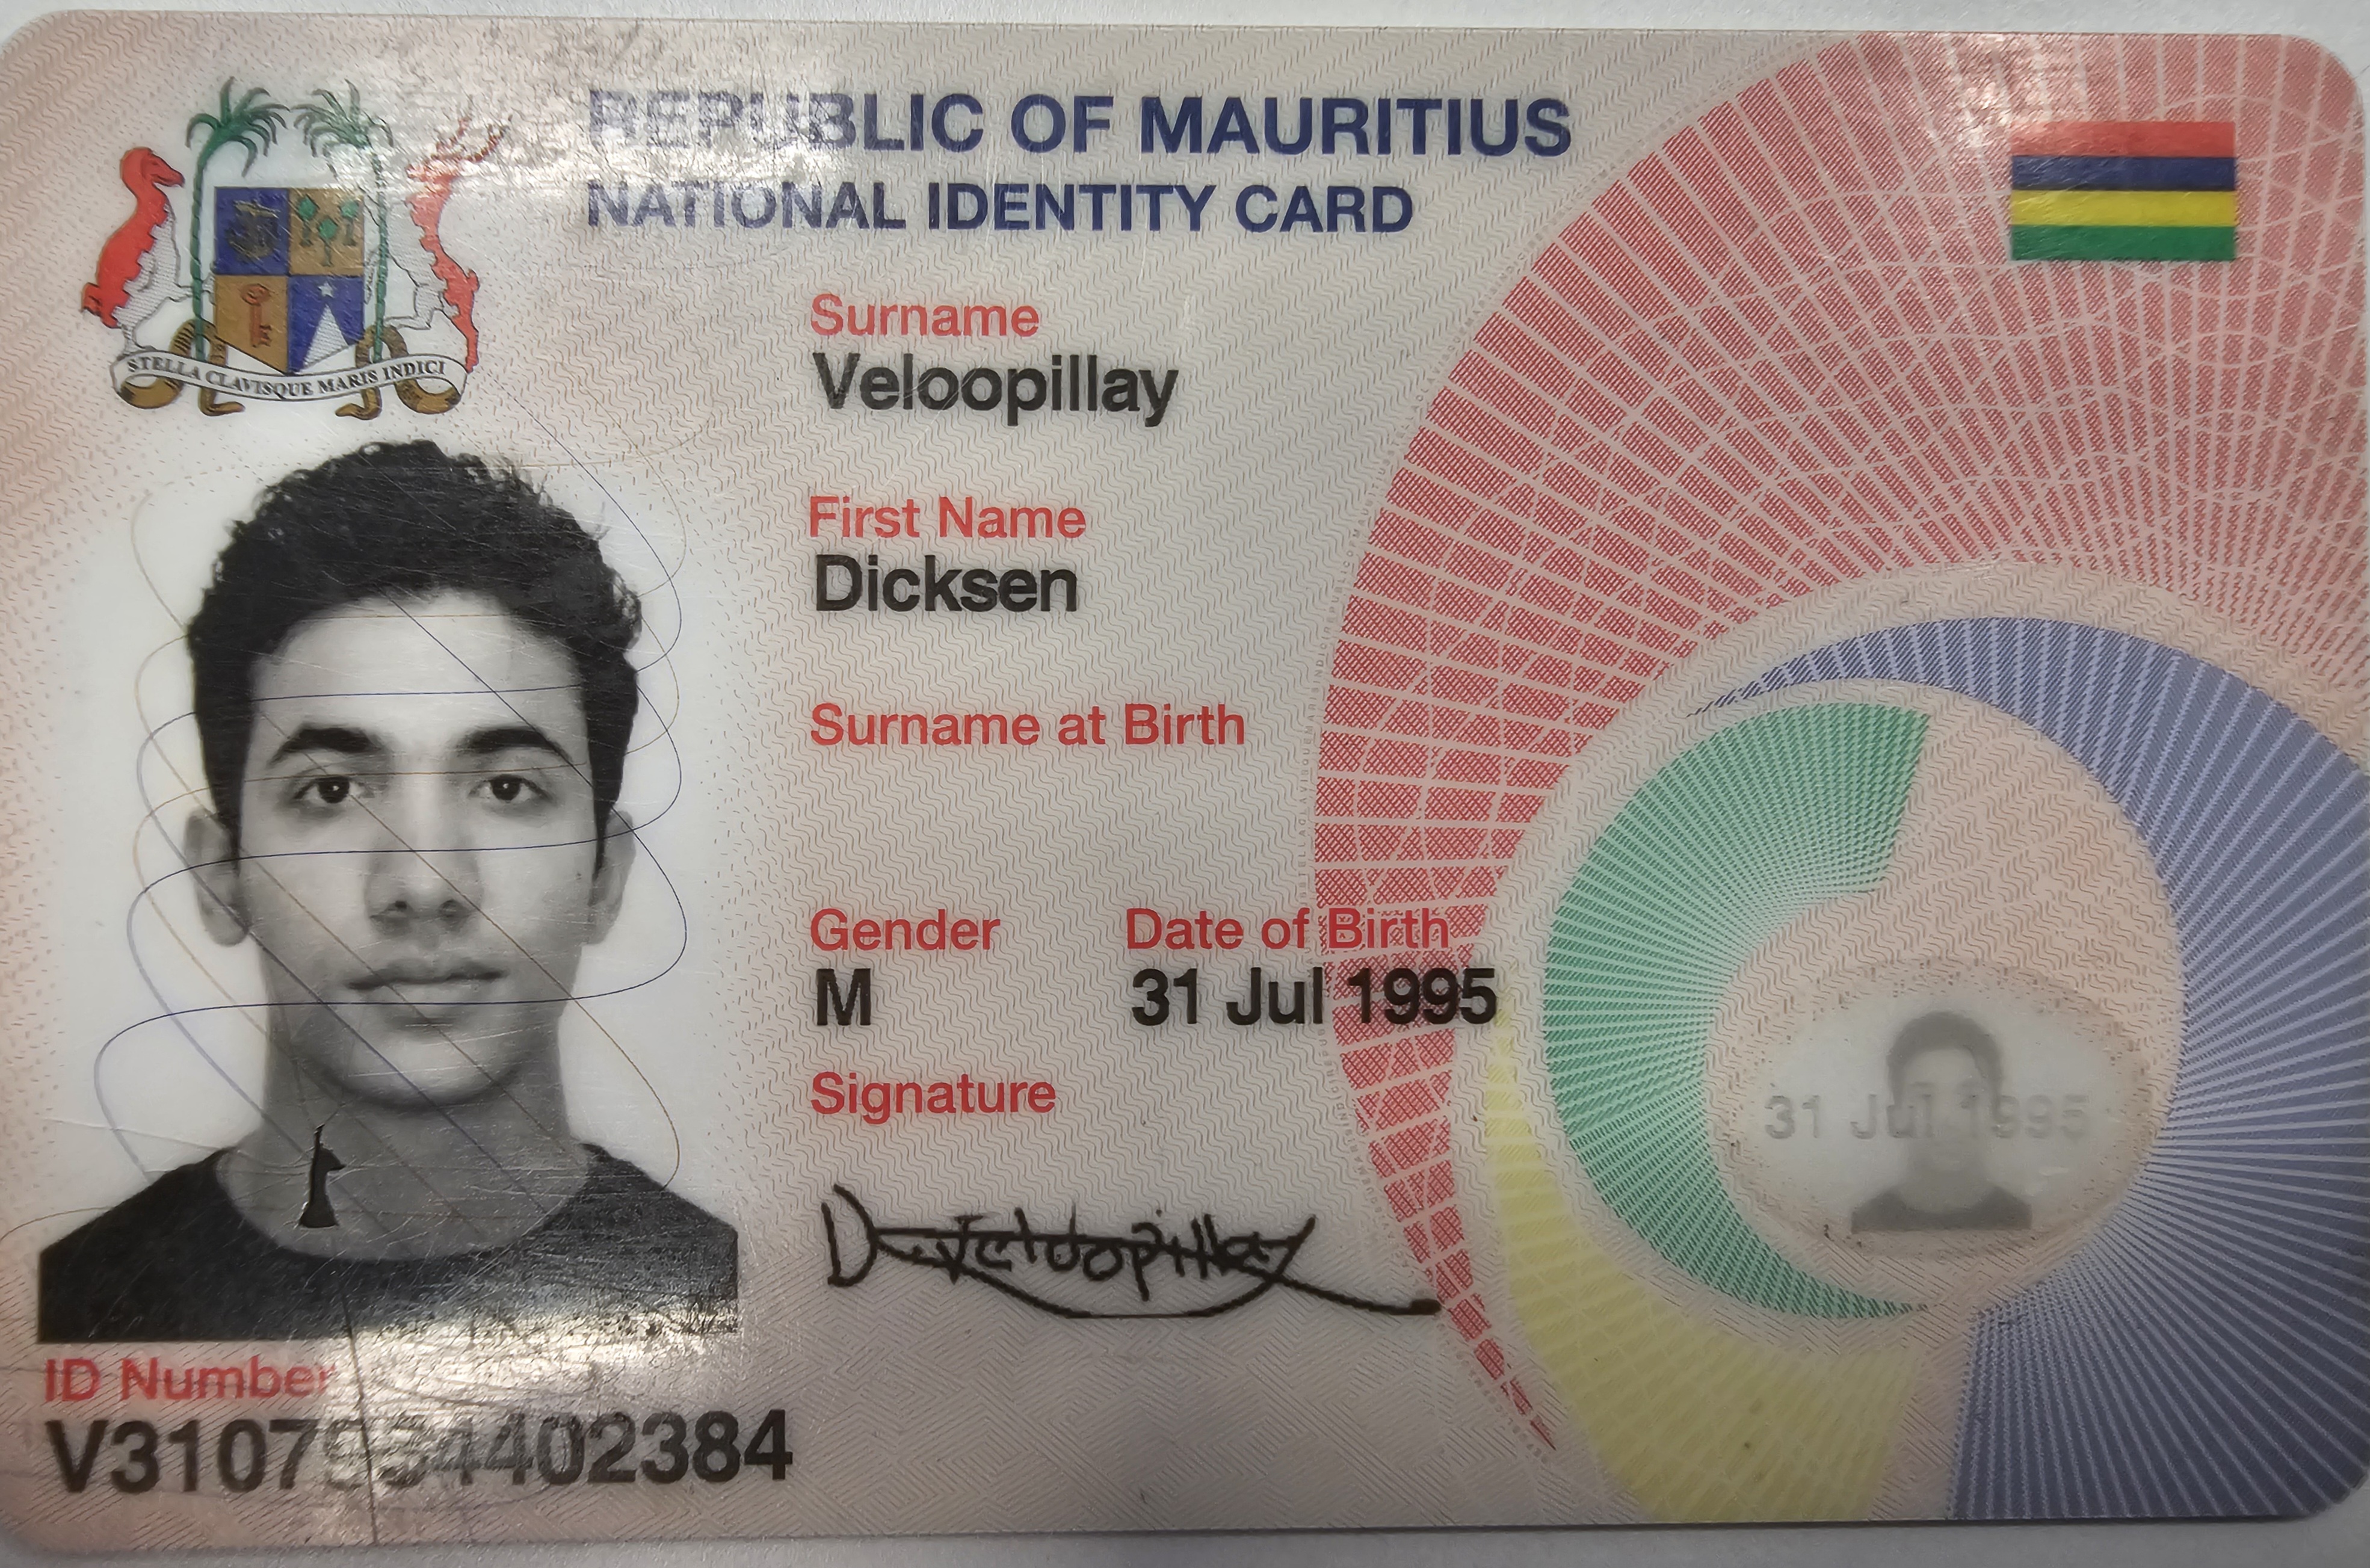 REPUBLIC OF MAURITIUS
NATIONAL IDENTITY CARD
STELLA CLAVISQUE MARIS INDICI
Surname
Veloopillay
First Name
Dicksen
Surname at Birth
Gender Date of Birth
M 31 Jul 1995
31 Jul 1995
Signature
D. Veloopillay
ID Number